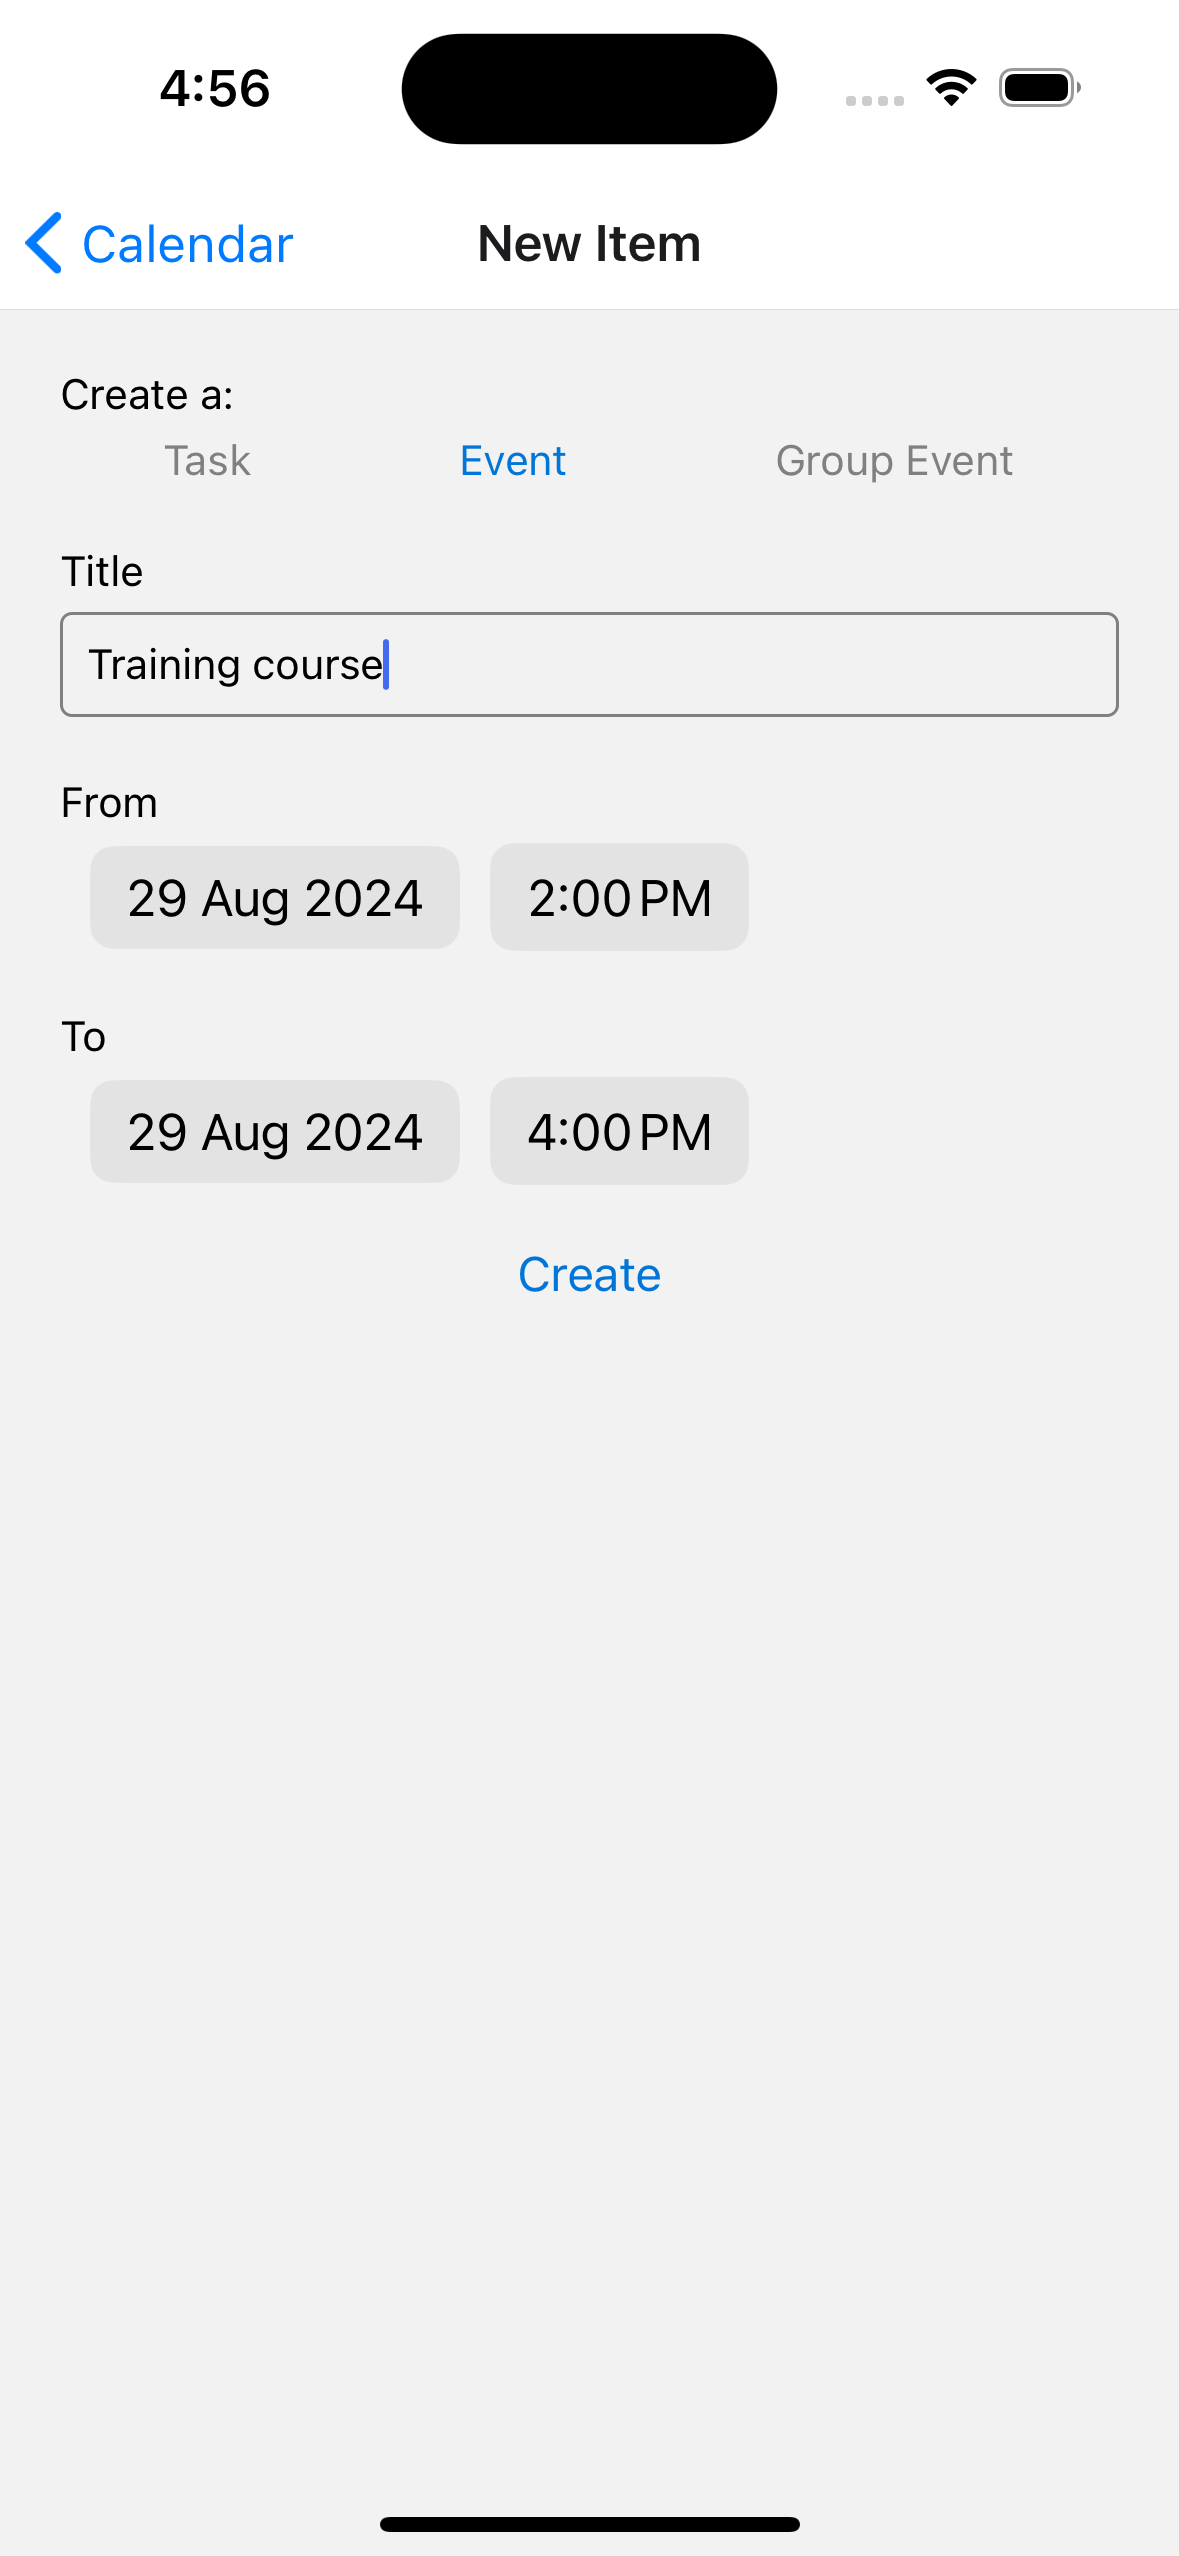 4:56
Calendar New Item
Create a:
Task Event Group Event
Title
Training course
From
29 Aug 2024 2:00 PM
To
29 Aug 2024 4:00 PM
Create